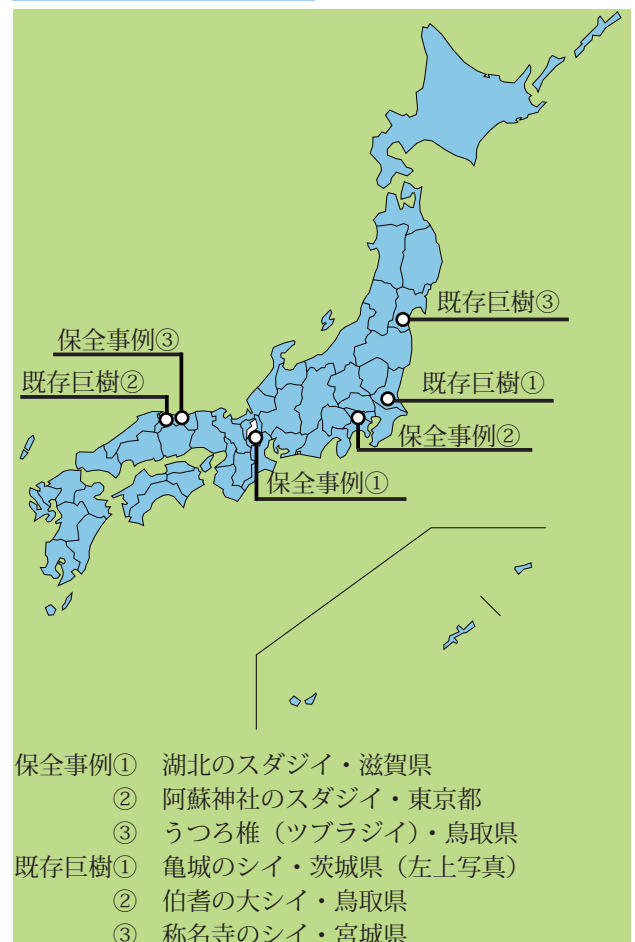 既存巨樹③
保全事例③
既存巨樹②
既存巨樹①
保全事例②
保全事例①
保全事例① 湖北のスダジイ・滋賀県
② 阿蘇神社のスダジイ・東京都
③ うつろ椎（ツブラジイ）・鳥取県
既存巨樹① 亀城のシイ・茨城県（左上写真）
② 伯耆の大シイ・鳥取県
③ 称名寺のシイ・宮城県